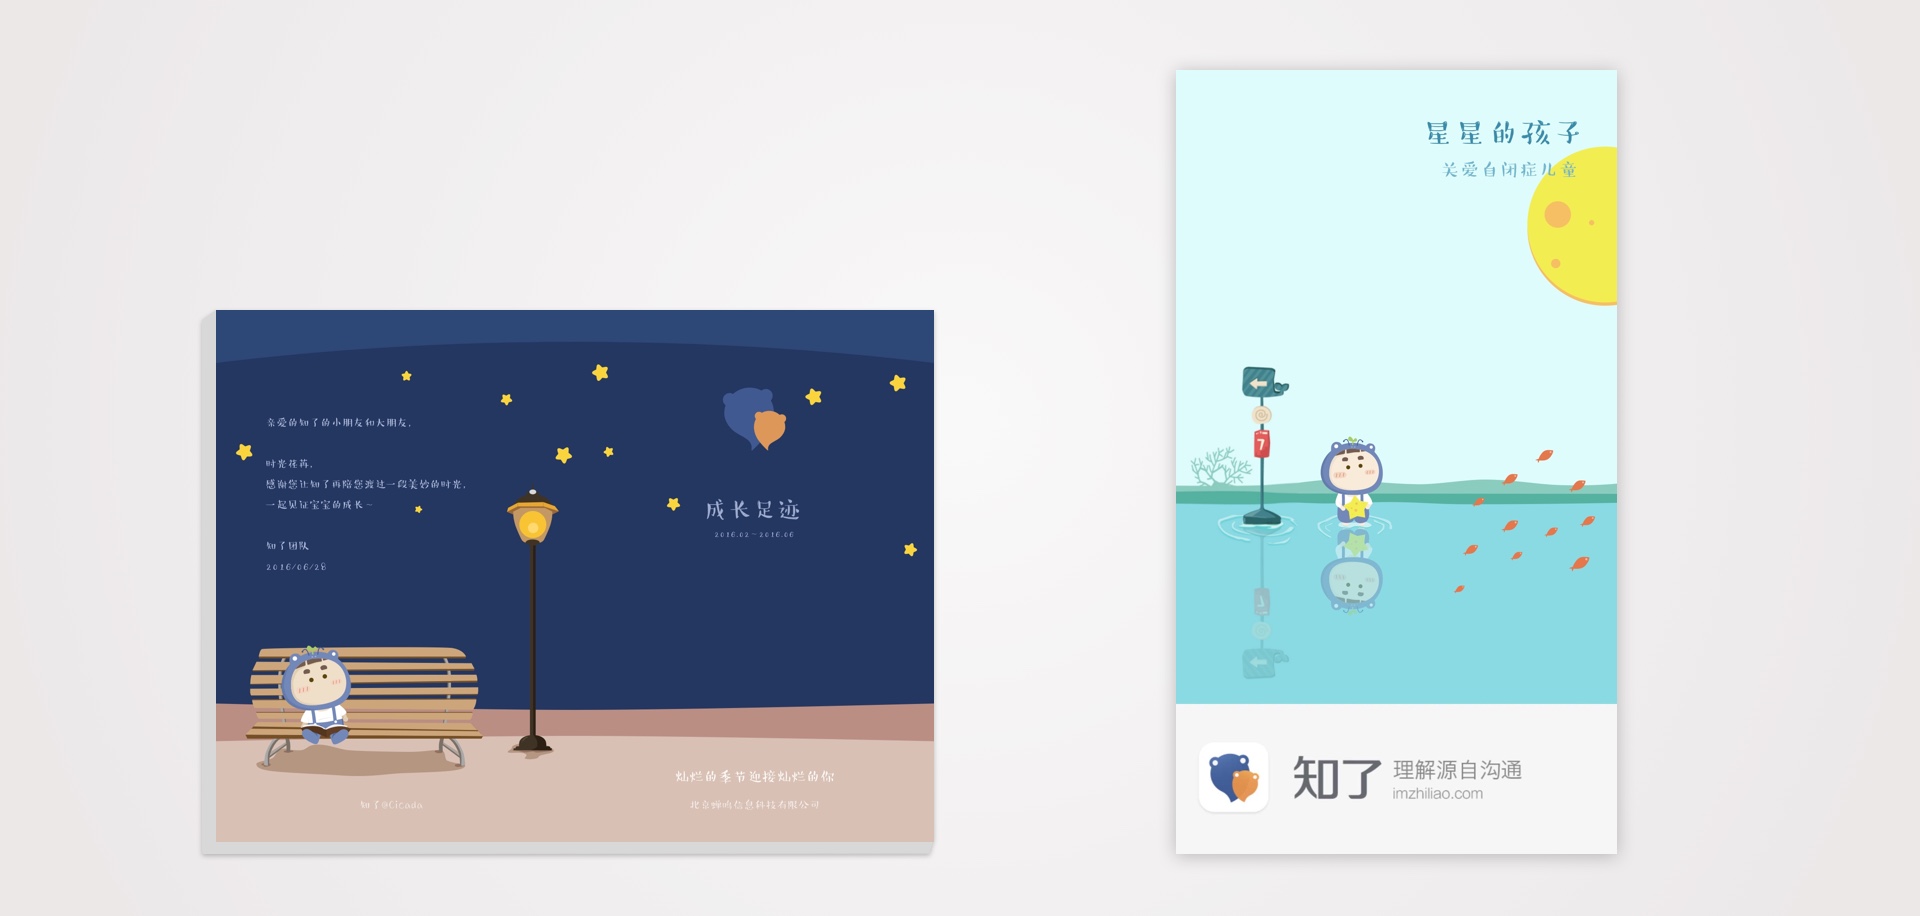 亲爱的知了的小朋友和大朋友,
时光荏苒,
感谢您让知了再陪您渡过一段美妙的时光,
一起见证宝宝的成长~
知了团队
2016/06/28
成长足迹
2016.02~2016.06
灿烂的季节迎接灿烂的你
知了@Cicada
北京蝉鸣信息科技有限公司
星星的孩子
关爱自闭症儿童
7
知了
理解源自沟通
imzhiliao.com